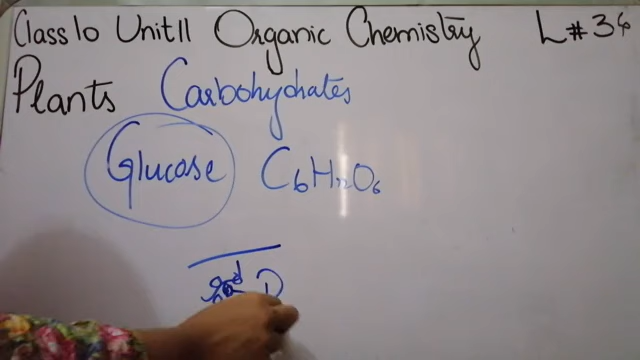 Class 10 Unit 11 Organic Chemistry L # 34
Plants Carbohydrates
Glucose C6H12O6
D